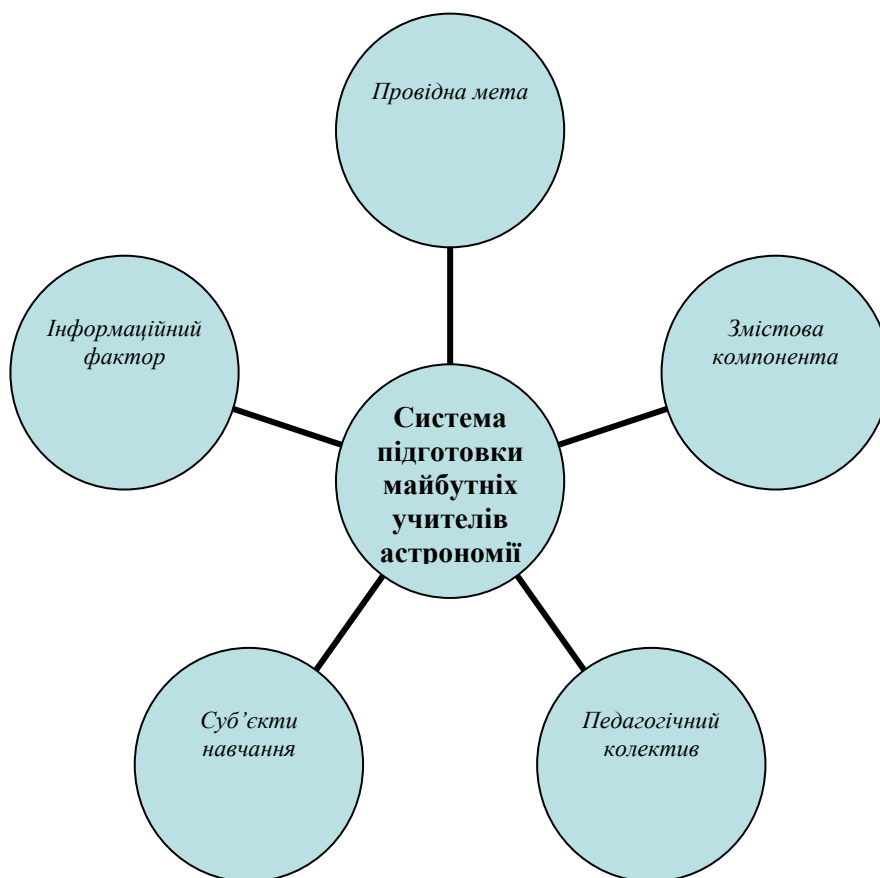 Провідна мета
Інформаційний
фактор
Змістова
компонента
Система
підготовки
майбутніх
учителів
астрономії
Суб’єкти
навчання
Педагогічний
колектив